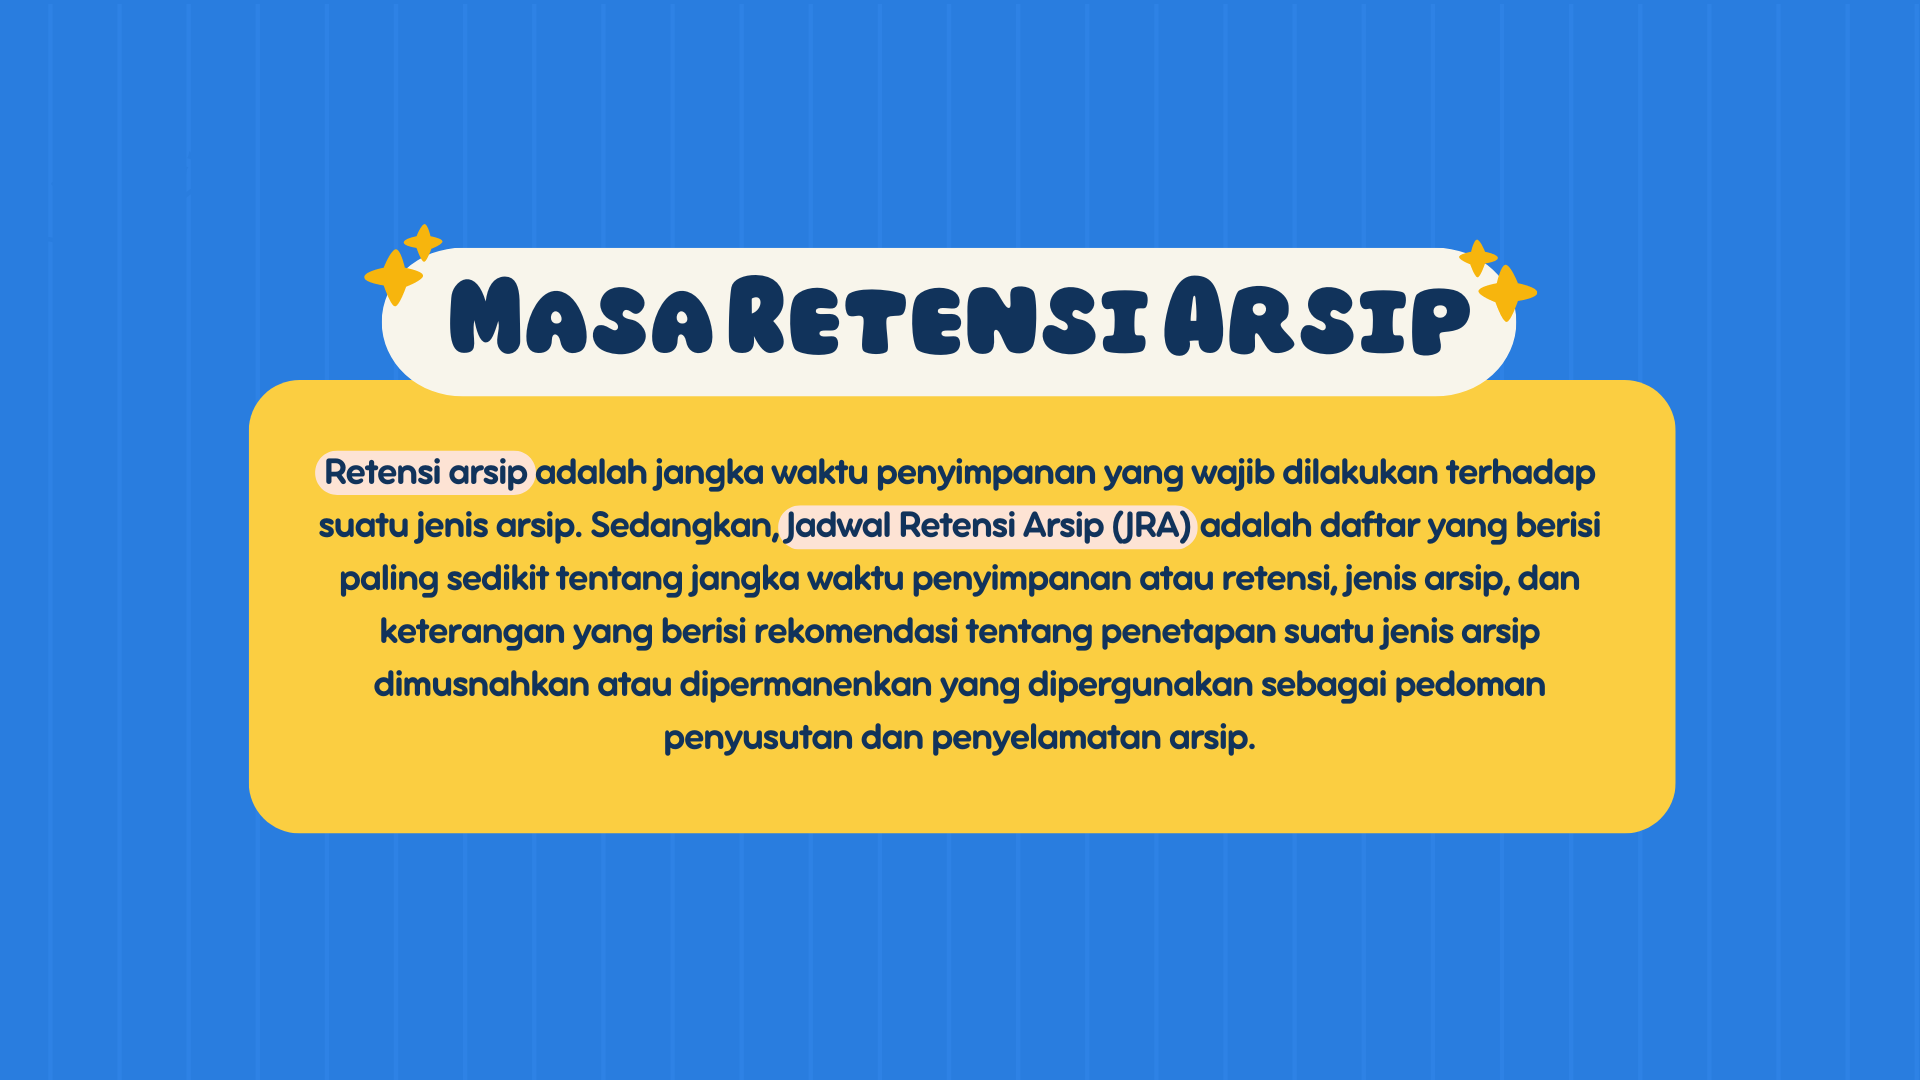 Masa Retensi Arsip
Retensi arsip adalah jangka waktu penyimpanan yang wajib dilakukan terhadap
suatu jenis arsip. Sedangkan, Jadwal Retensi Arsip (JRA) adalah daftar yang berisi
paling sedikit tentang jangka waktu penyimpanan atau retensi, jenis arsip, dan
keterangan yang berisi rekomendasi tentang penetapan suatu jenis arsip
dimusnahkan atau dipermanenkan yang dipergunakan sebagai pedoman
penyusutan dan penyelamatan arsip.